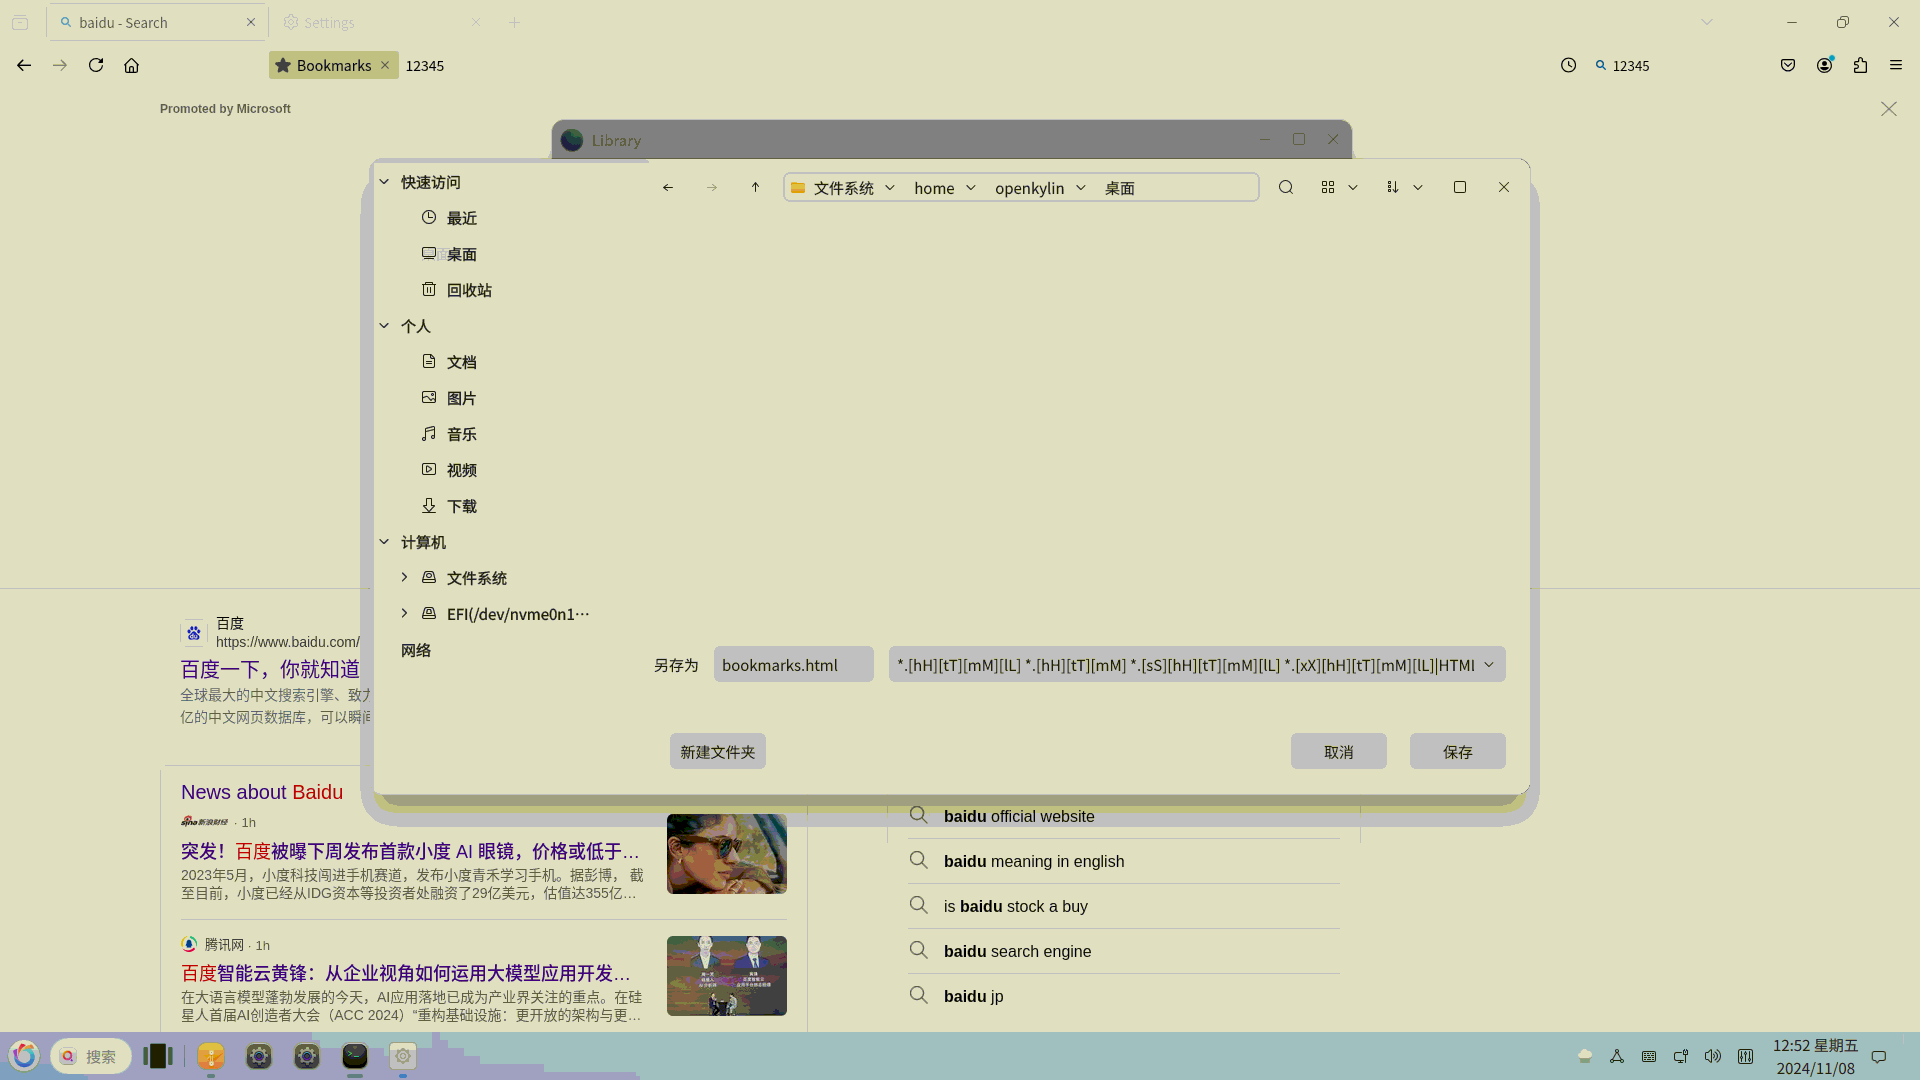 baidu - Search
Settings
Bookmarks
12345
12345
Promoted by Microsoft
Library
快速访问
最近
桌面
回收站
个人
文档
图片
音乐
视频
下载
计算机
文件系统
EFI(/dev/nvme0n1···
网络
文件系统 home openkylin 桌面
另存为 bookmarks.html *.[hH][tT][mM][lL] *.[hH][tT][mM] *.[sS][hH][tT][mM][lL] *.[xX][hH][tT][mM][lL]|HTML
新建文件夹 取消 保存
百度
https://www.baidu.com/
百度一下，你就知道
全球最大的中文搜索引擎、致力
亿的中文网页数据库，可以瞬间
News about Baidu
sina新浪财经 · 1h
突发！百度被曝下周发布首款小度 AI 眼镜，价格或低于…
2023年5月，小度科技闯进手机赛道，发布小度青禾学习手机。据彭博， 截
至目前，小度已经从IDG资本等投资者处融资了29亿美元，估值达355亿…
腾讯网 · 1h
百度智能云黄锋：从企业视角如何运用大模型应用开发…
在大语言模型蓬勃发展的今天，AI应用落地已成为产业界关注的重点。在硅
星人首届AI创造者大会（ACC 2024）“重构基础设施：更开放的架构与更…
baidu official website
baidu meaning in english
is baidu stock a buy
baidu search engine
baidu jp
搜索
12:52 星期五
2024/11/08